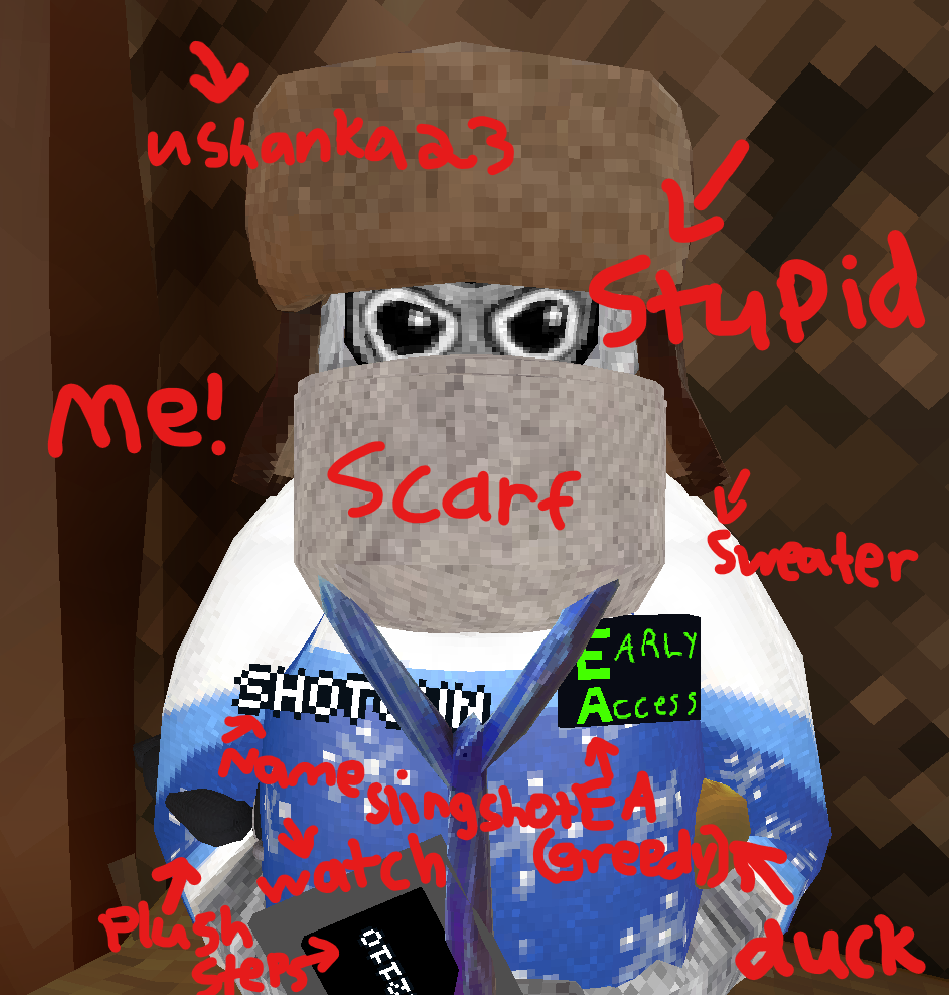 ushanka23
Stupid
Me!
Scarf
Sweater
EARLY
ACCESS
SHOTGUN
Name
slingshot
EA
(greedy)
watch
Plush
steps
duck